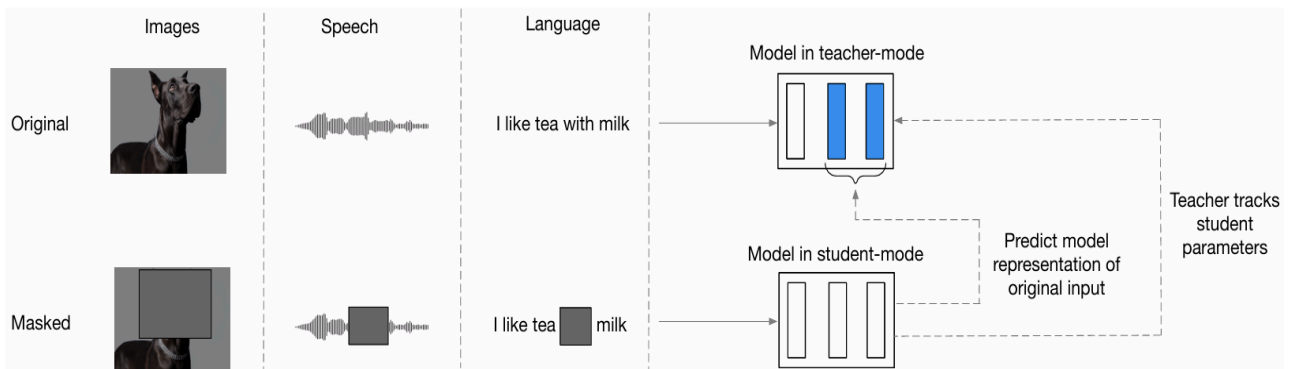 Images
Speech
Language
Model in teacher-mode
Original
I like tea with milk
Teacher tracks
student
parameters
Predict model
representation of
original input
Model in student-mode
Masked
I like tea
milk